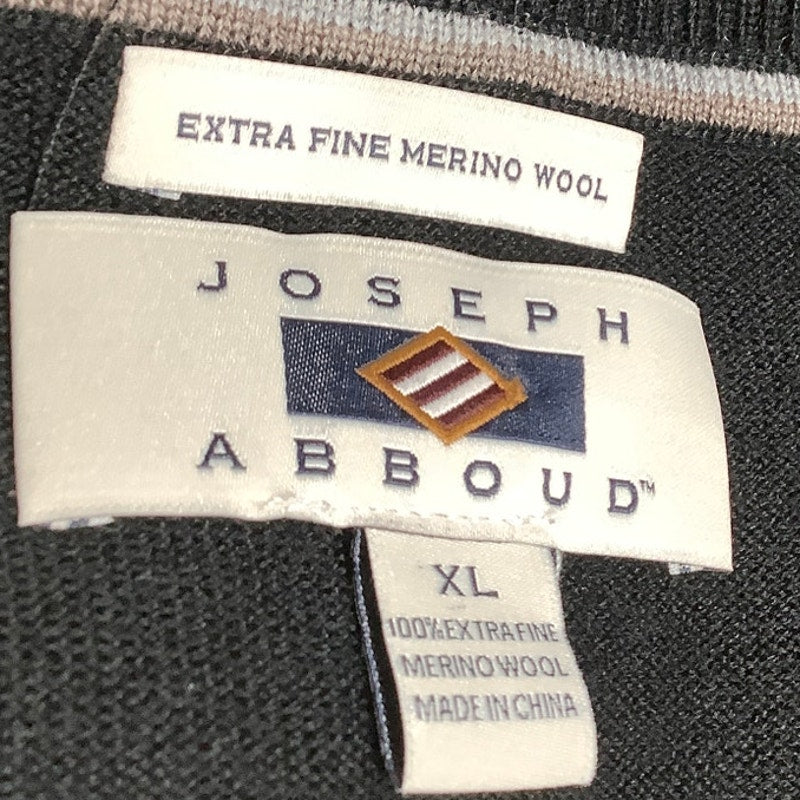 EXTRA FINE MERINO WOOL
JOSEPH
ABBOUD™
XL
100% EXTRA FINE
MERINO WOOL
MADE IN CHINA